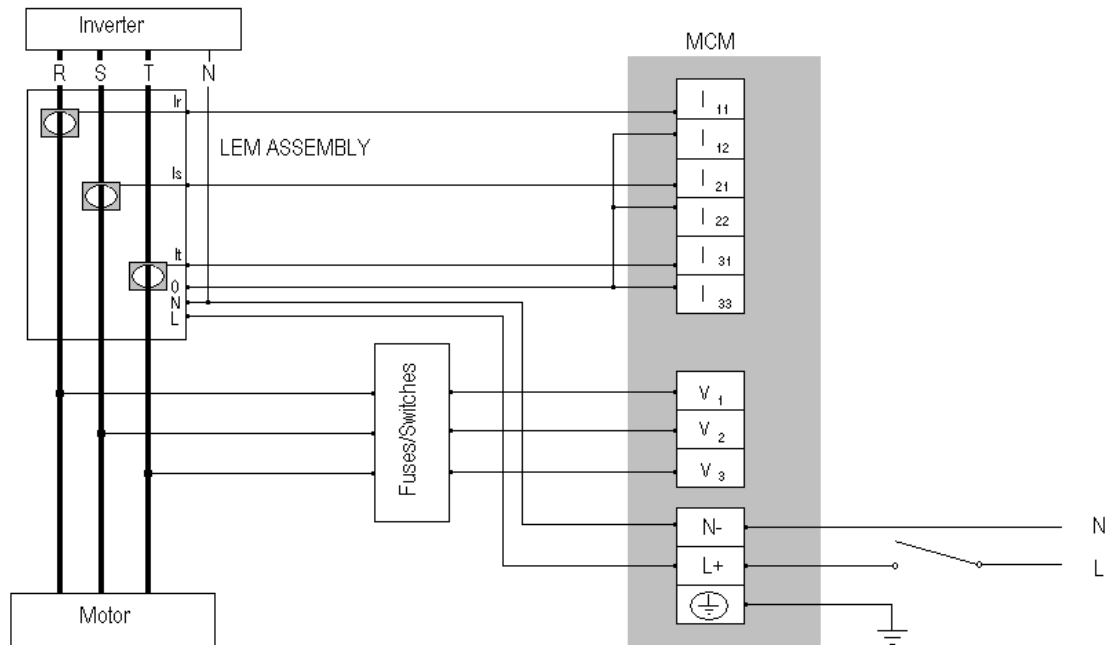 Inverter
MCM
R S T N
Ir
I 11
LEM ASSEMBLY
I 12
Is
I 21
I 22
It
I 31
0
I 33
N
L
Fuses/Switches
V 1
V 2
V 3
N-
N
L+
L
Motor